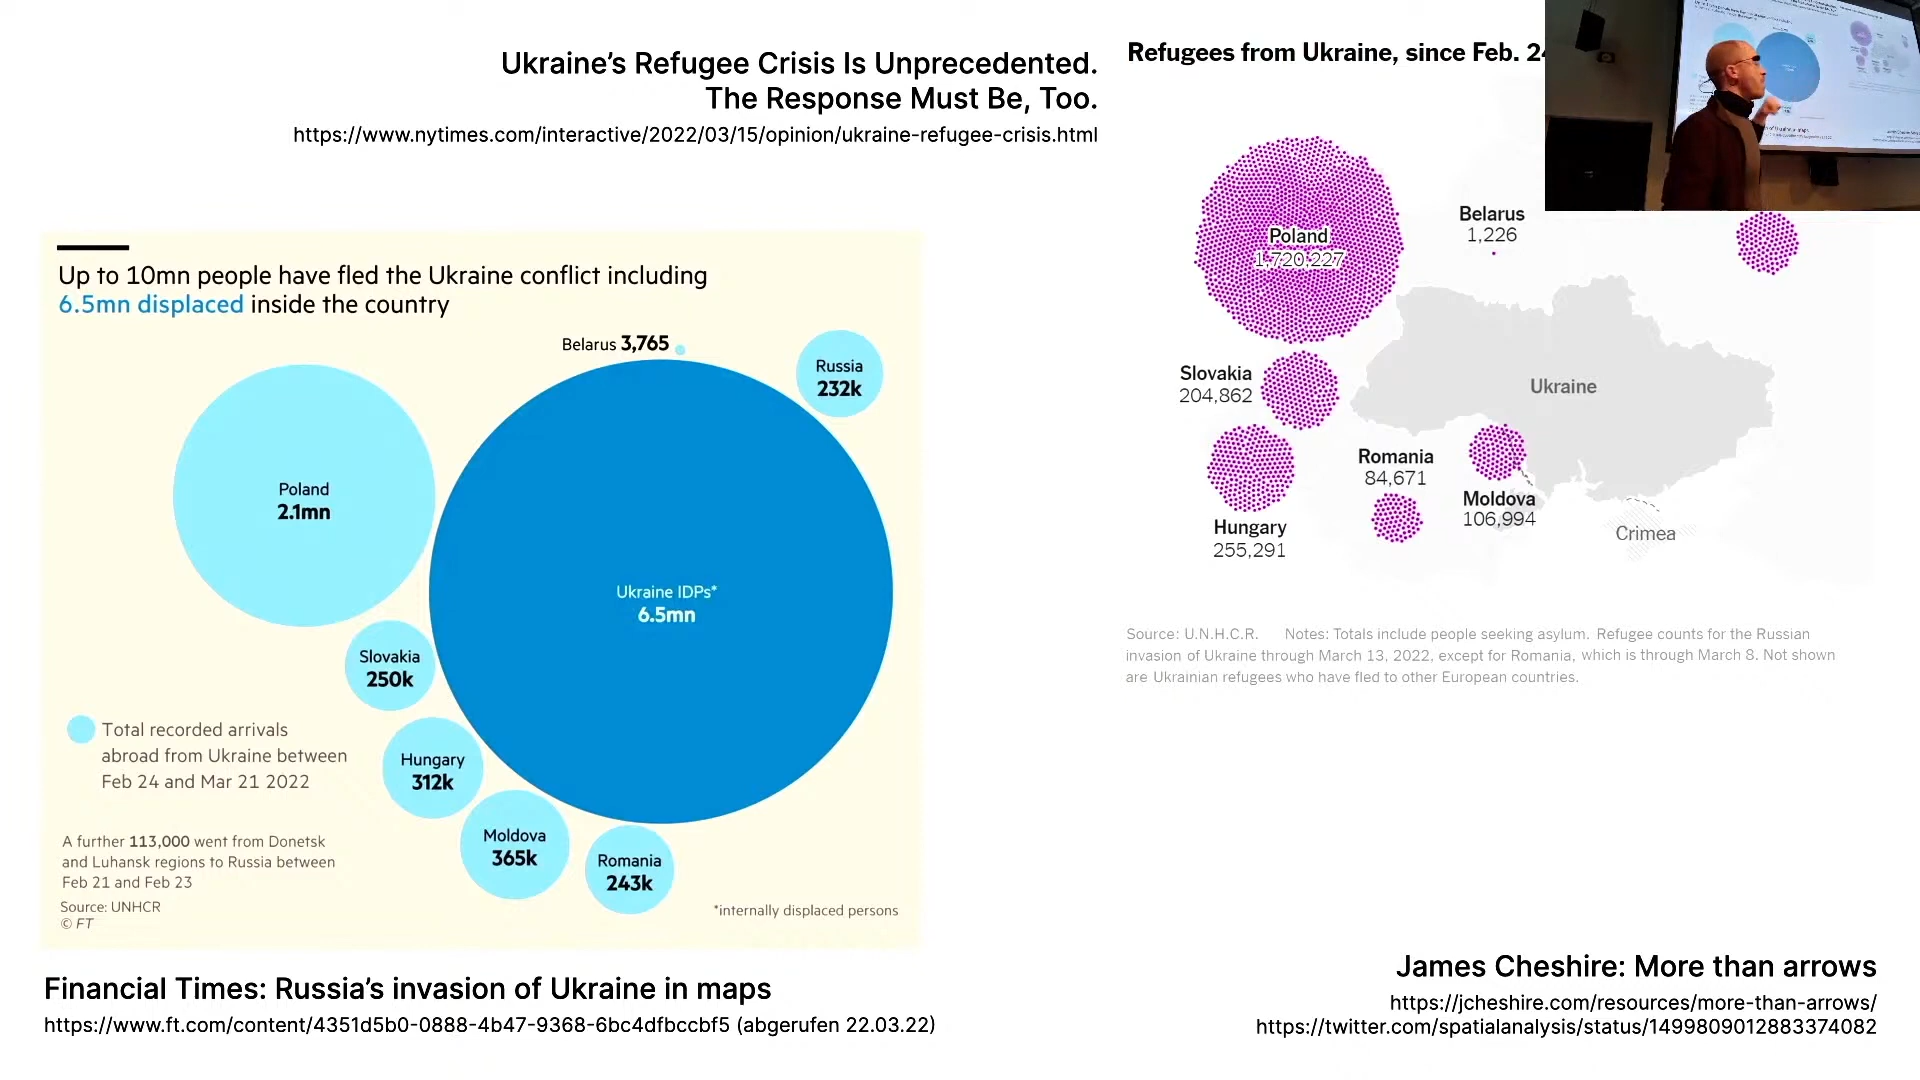 Ukraine’s Refugee Crisis Is Unprecedented.
The Response Must Be, Too.
https://www.nytimes.com/interactive/2022/03/15/opinion/ukraine-refugee-crisis.html
Up to 10mn people have fled the Ukraine conflict including
6.5mn displaced inside the country
Belarus 3,765
Russia
232k
Poland
2.1mn
Ukraine IDPs*
6.5mn
Slovakia
250k
Total recorded arrivals
abroad from Ukraine between
Feb 24 and Mar 21 2022
Hungary
312k
Moldova
365k
Romania
243k
A further 113,000 went from Donetsk
and Luhansk regions to Russia between
Feb 21 and Feb 23
Source: UNHCR
© FT
*internally displaced persons
Financial Times: Russia’s invasion of Ukraine in maps
https://www.ft.com/content/4351d5b0-0888-4b47-9368-6bc4dfbccbf5 (abgerufen 22.03.22)
Refugees from Ukraine, since Feb.
Poland
1,720,227
Belarus
1,226
Slovakia
204,862
Ukraine
Romania
84,671
Moldova
106,994
Hungary
255,291
Crimea
Source: U.N.H.C.R. Notes: Totals include people seeking asylum. Refugee counts for the Russian
invasion of Ukraine through March 13, 2022, except for Romania, which is through March 8. Not shown
are Ukrainian refugees who have fled to other European countries.
James Cheshire: More than arrows
https://jcheshire.com/resources/more-than-arrows/
https://twitter.com/spatialanalysis/status/1499809012883374082